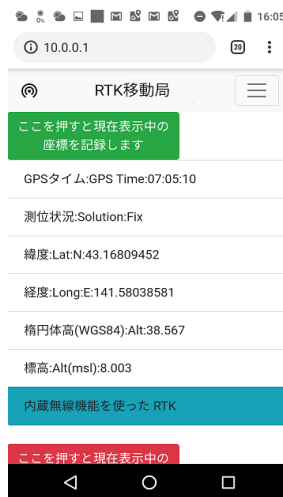 0% 16:05
10.0.0.1 20
RTK移動局
ここを押すと現在表示中の
座標を記録します
GPSタイム:GPS Time:07:05:10
測位状況:Solution:Fix
緯度:Lat:N:43.16809452
経度:Long:E:141.58038581
楕円体高(WGS84):Alt:38.567
標高:Alt(msl):8.003
内蔵無線機能を使った RTK
ここを押すと現在表示中の